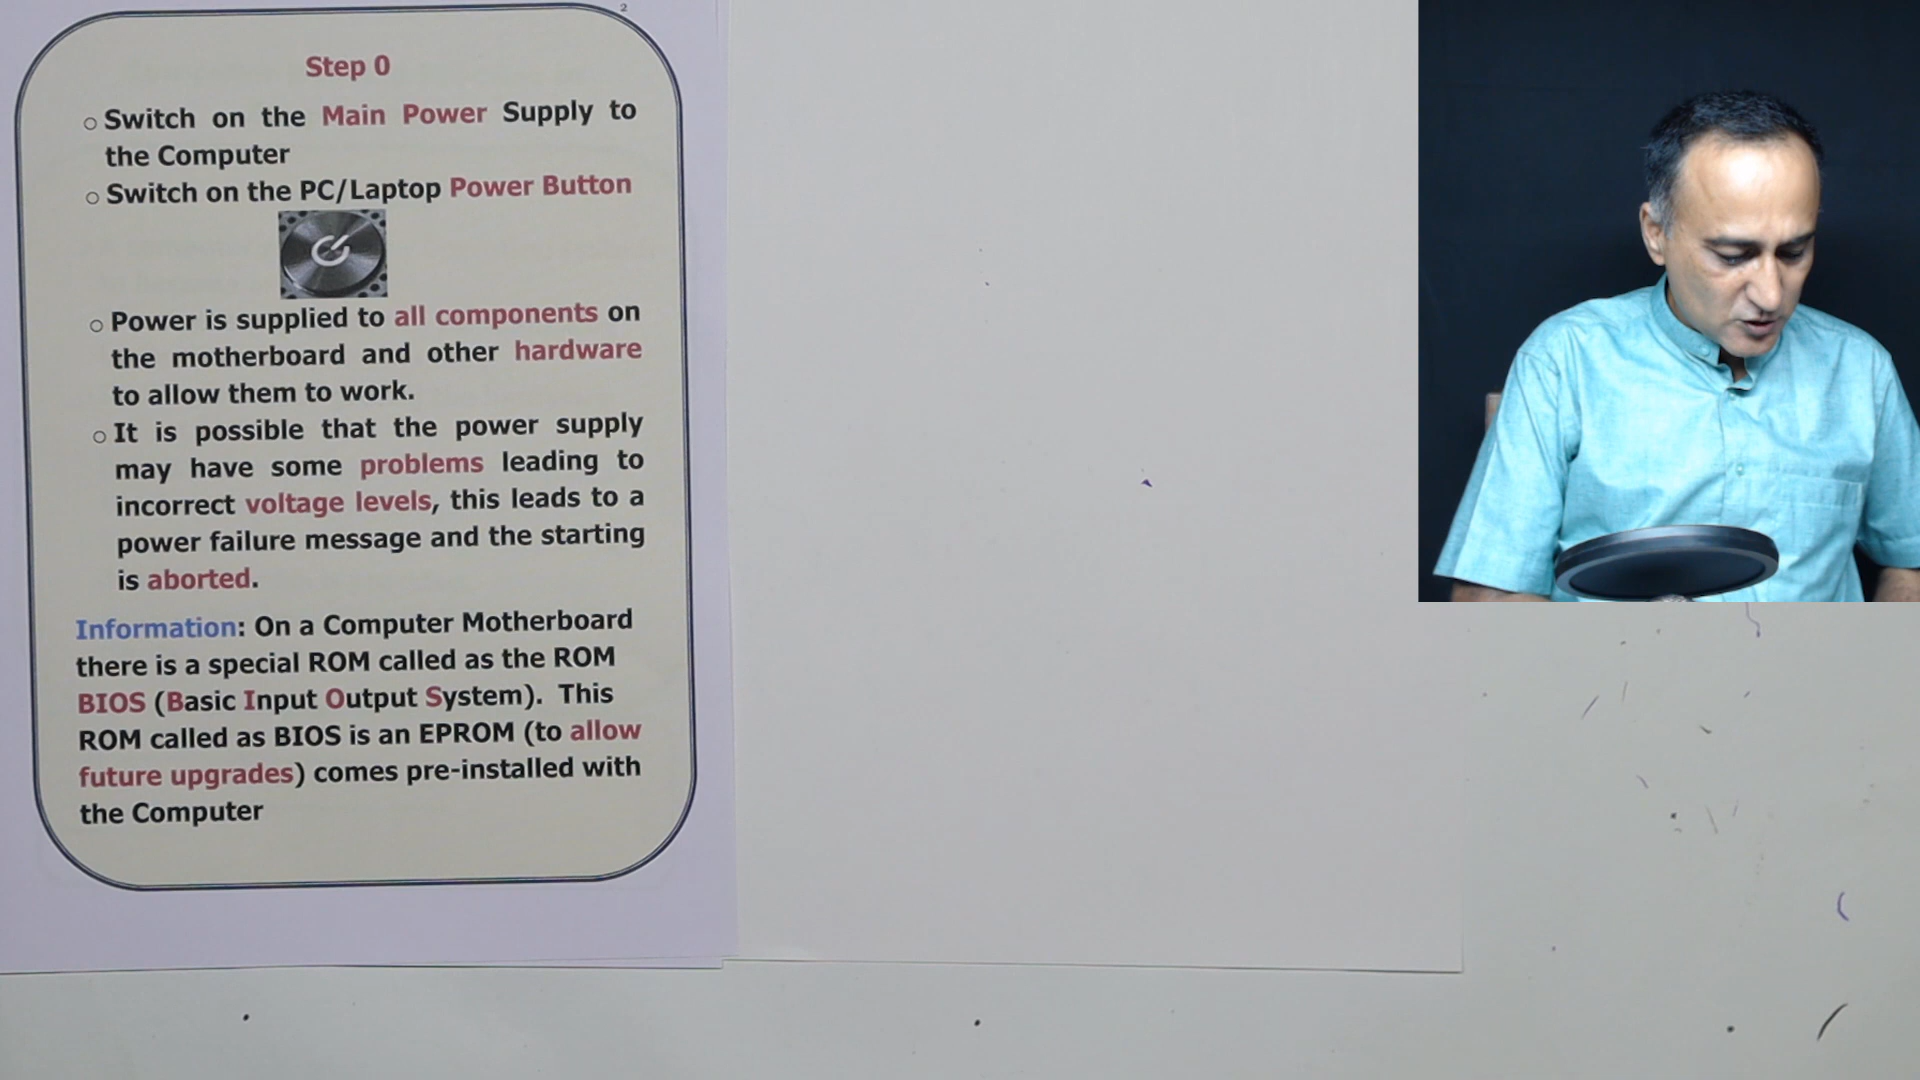 2
Step 0
○ Switch on the Main Power Supply to
the Computer
○ Switch on the PC/Laptop Power Button
○ Power is supplied to all components on
the motherboard and other hardware
to allow them to work.
○ It is possible that the power supply
may have some problems leading to
incorrect voltage levels, this leads to a
power failure message and the starting
is aborted.
Information: On a Computer Motherboard
there is a special ROM called as the ROM
BIOS (Basic Input Output System). This
ROM called as BIOS is an EPROM (to allow
future upgrades) comes pre-installed with
the Computer